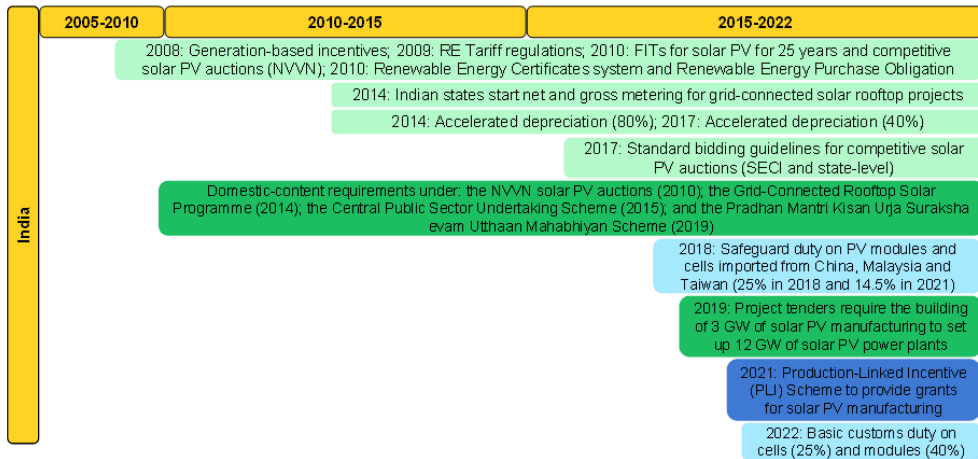 2005-2010 2010-2015 2015-2022
India
2008: Generation-based incentives; 2009: RE Tariff regulations; 2010: FITs for solar PV for 25 years and competitive
solar PV auctions (NVVN); 2010: Renewable Energy Certificates system and Renewable Energy Purchase Obligation
2014: Indian states start net and gross metering for grid-connected solar rooftop projects
2014: Accelerated depreciation (80%); 2017: Accelerated depreciation (40%)
2017: Standard bidding guidelines for competitive solar
PV auctions (SECI and state-level)
Domestic-content requirements under: the NVVN solar PV auctions (2010); the Grid-Connected Rooftop Solar
Programme (2014); the Central Public Sector Undertaking Scheme (2015); and the Pradhan Mantri Kisan Urja Suraksha
evam Utthaan Mahabhiyan Scheme (2019)
2018: Safeguard duty on PV modules and
cells imported from China, Malaysia and
Taiwan (25% in 2018 and 14.5% in 2021)
2019: Project tenders require the building
of 3 GW of solar PV manufacturing to set
up 12 GW of solar PV power plants
2021: Production-Linked Incentive
(PLI) Scheme to provide grants
for solar PV manufacturing
2022: Basic customs duty on
cells (25%) and modules (40%)